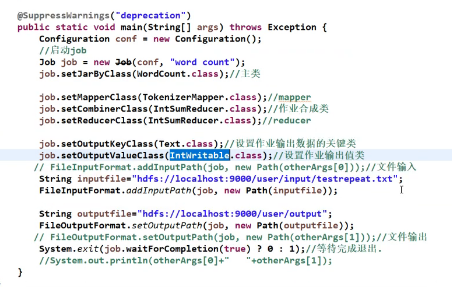 @SuppressWarnings("deprecation")
public static void main(String[] args) throws Exception {
Configuration conf = new Configuration();
//启动job
Job job = new Job(conf, "word count");
job.setJarByClass(WordCount.class);//主类
job.setMapperClass(TokenizerMapper.class);//mapper
job.setCombinerClass(IntSumReducer.class);//作业合成类
job.setReducerClass(IntSumReducer.class);//reducer
job.setOutputKeyClass(Text.class);//设置作业输出数据的关键类
job.setOutputValueClass(IntWritable.class);//设置作业输出值类
// FileInputFormat.addInputPath(job, new Path(otherArgs[0]));//文件输入
String inputfile="hdfs://localhost:9000/user/input/testrepeat.txt";
FileInputFormat.addInputPath(job, new Path(inputfile));
String outputfile="hdfs://localhost:9000/user/output";
FileOutputFormat.setOutputPath(job, new Path(outputfile));
// FileOutputFormat.setOutputPath(job, new Path(otherArgs[1]));//文件输出
System.exit(job.waitForCompletion(true) ? 0 : 1);//等待完成退出.
//System.out.println(otherArgs[0]+" "+otherArgs[1]);
}